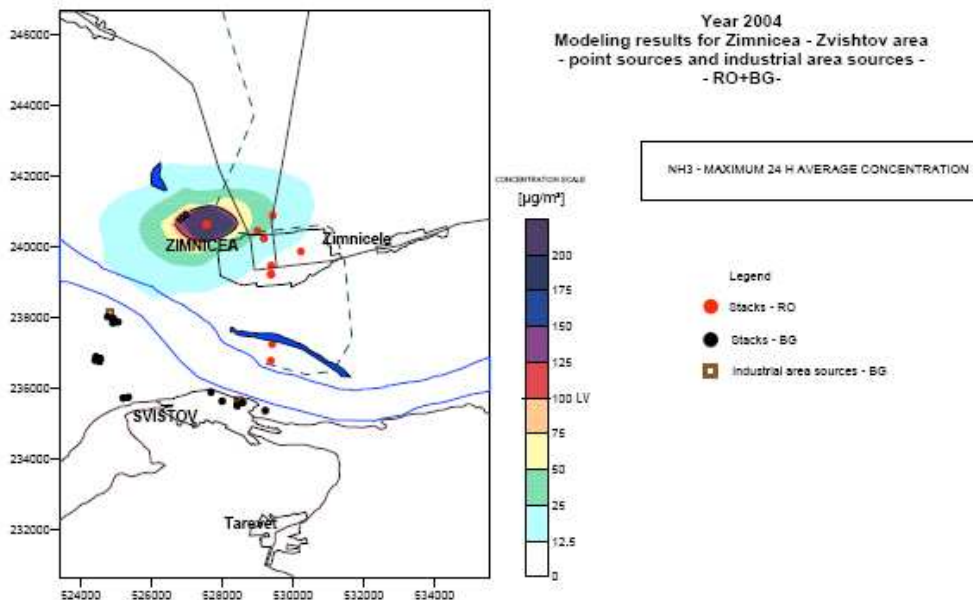 Year 2004
Modeling results for Zimnicea - Zvishtov area
- point sources and industrial area sources -
- RO+BG-
NH3 - MAXIMUM 24 H AVERAGE CONCENTRATION
CONCENTRATION SCALE
[µg/m³]
200
175
150
125
100 LV
75
50
25
12.5
0
Legend
Stacks - RO
Stacks - BG
Industrial area sources - BG
246000
244000
242000
240000
238000
236000
234000
232000
ZIMNICEA
Zimnicele
SVISTOV
Tarevet
524000
526000
528000
530000
532000
534000